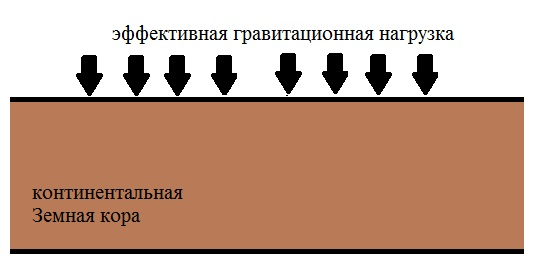 эффективная гравитационная нагрузка
континентальная
Земная кора